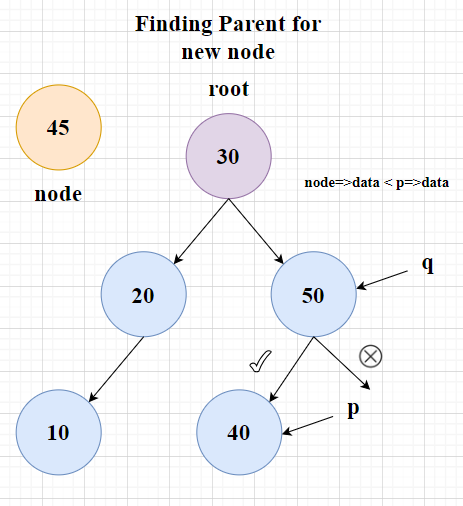 Finding Parent for
new node
root
45
30
node
node=>data < p=>data
q
20
50
p
10
40